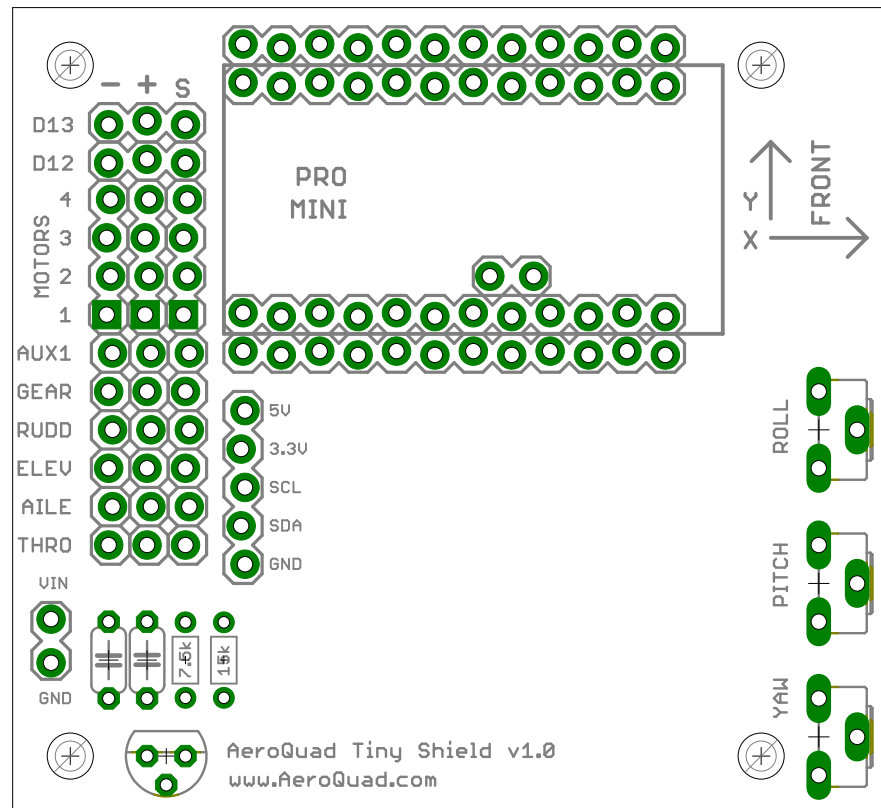 - + S
D13
D12
4
3
2
1
MOTORS
AUX1
GEAR
RUDD
ELEV
AILE
THRO
PRO
MINI
Y
X
FRONT
5V
3.3V
SCL
SDA
GND
ROLL
PITCH
YAW
VIN
GND
7.5k
15k
AeroQuad Tiny Shield v1.0
www.AeroQuad.com